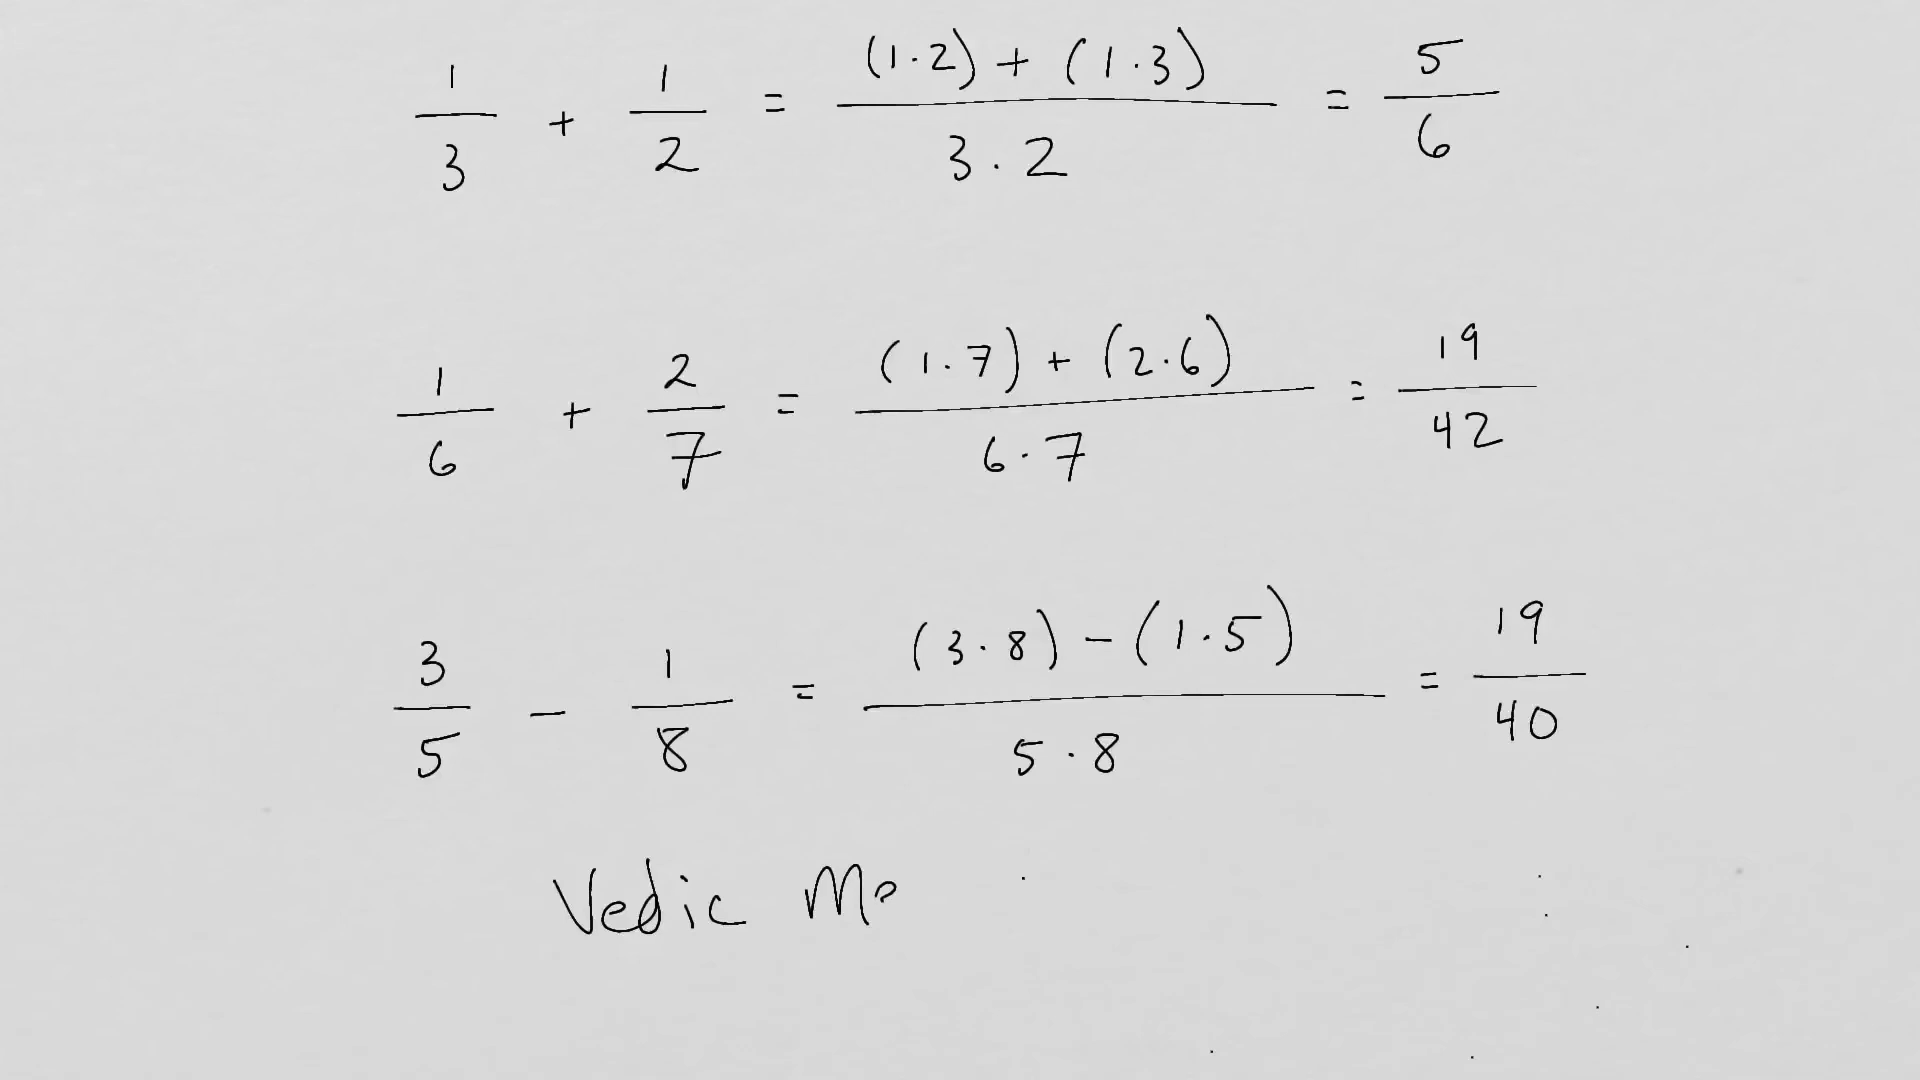 1/3 + 1/2 = (1·2) + (1·3) / 3·2 = 5/6
1/6 + 2/7 = (1·7) + (2·6) / 6·7 = 19/42
3/5 - 1/8 = (3·8) - (1·5) / 5·8 = 19/40
Vedic